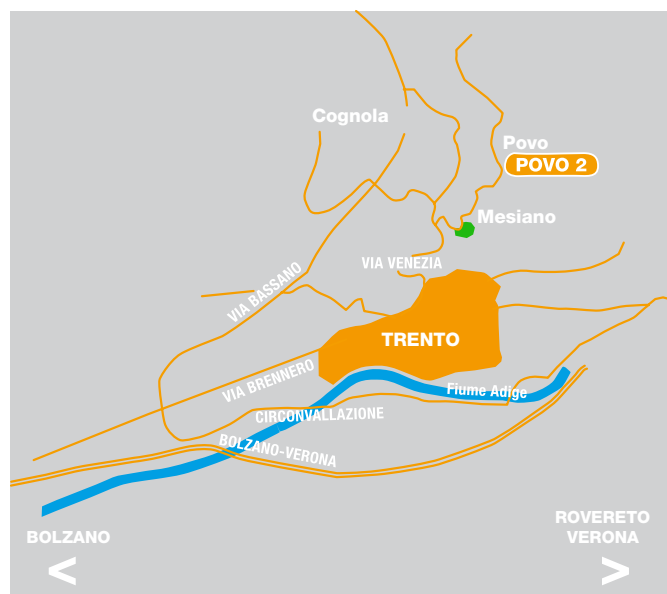 Cognola
Povo
POVO 2
Mesiano
VIA VENEZIA
VIA BASSANO
TRENTO
VIA BRENNERO
Fiume Adige
CIRCONVALLAZIONE
BOLZANO-VERONA
BOLZANO
<
ROVERETO
VERONA
>